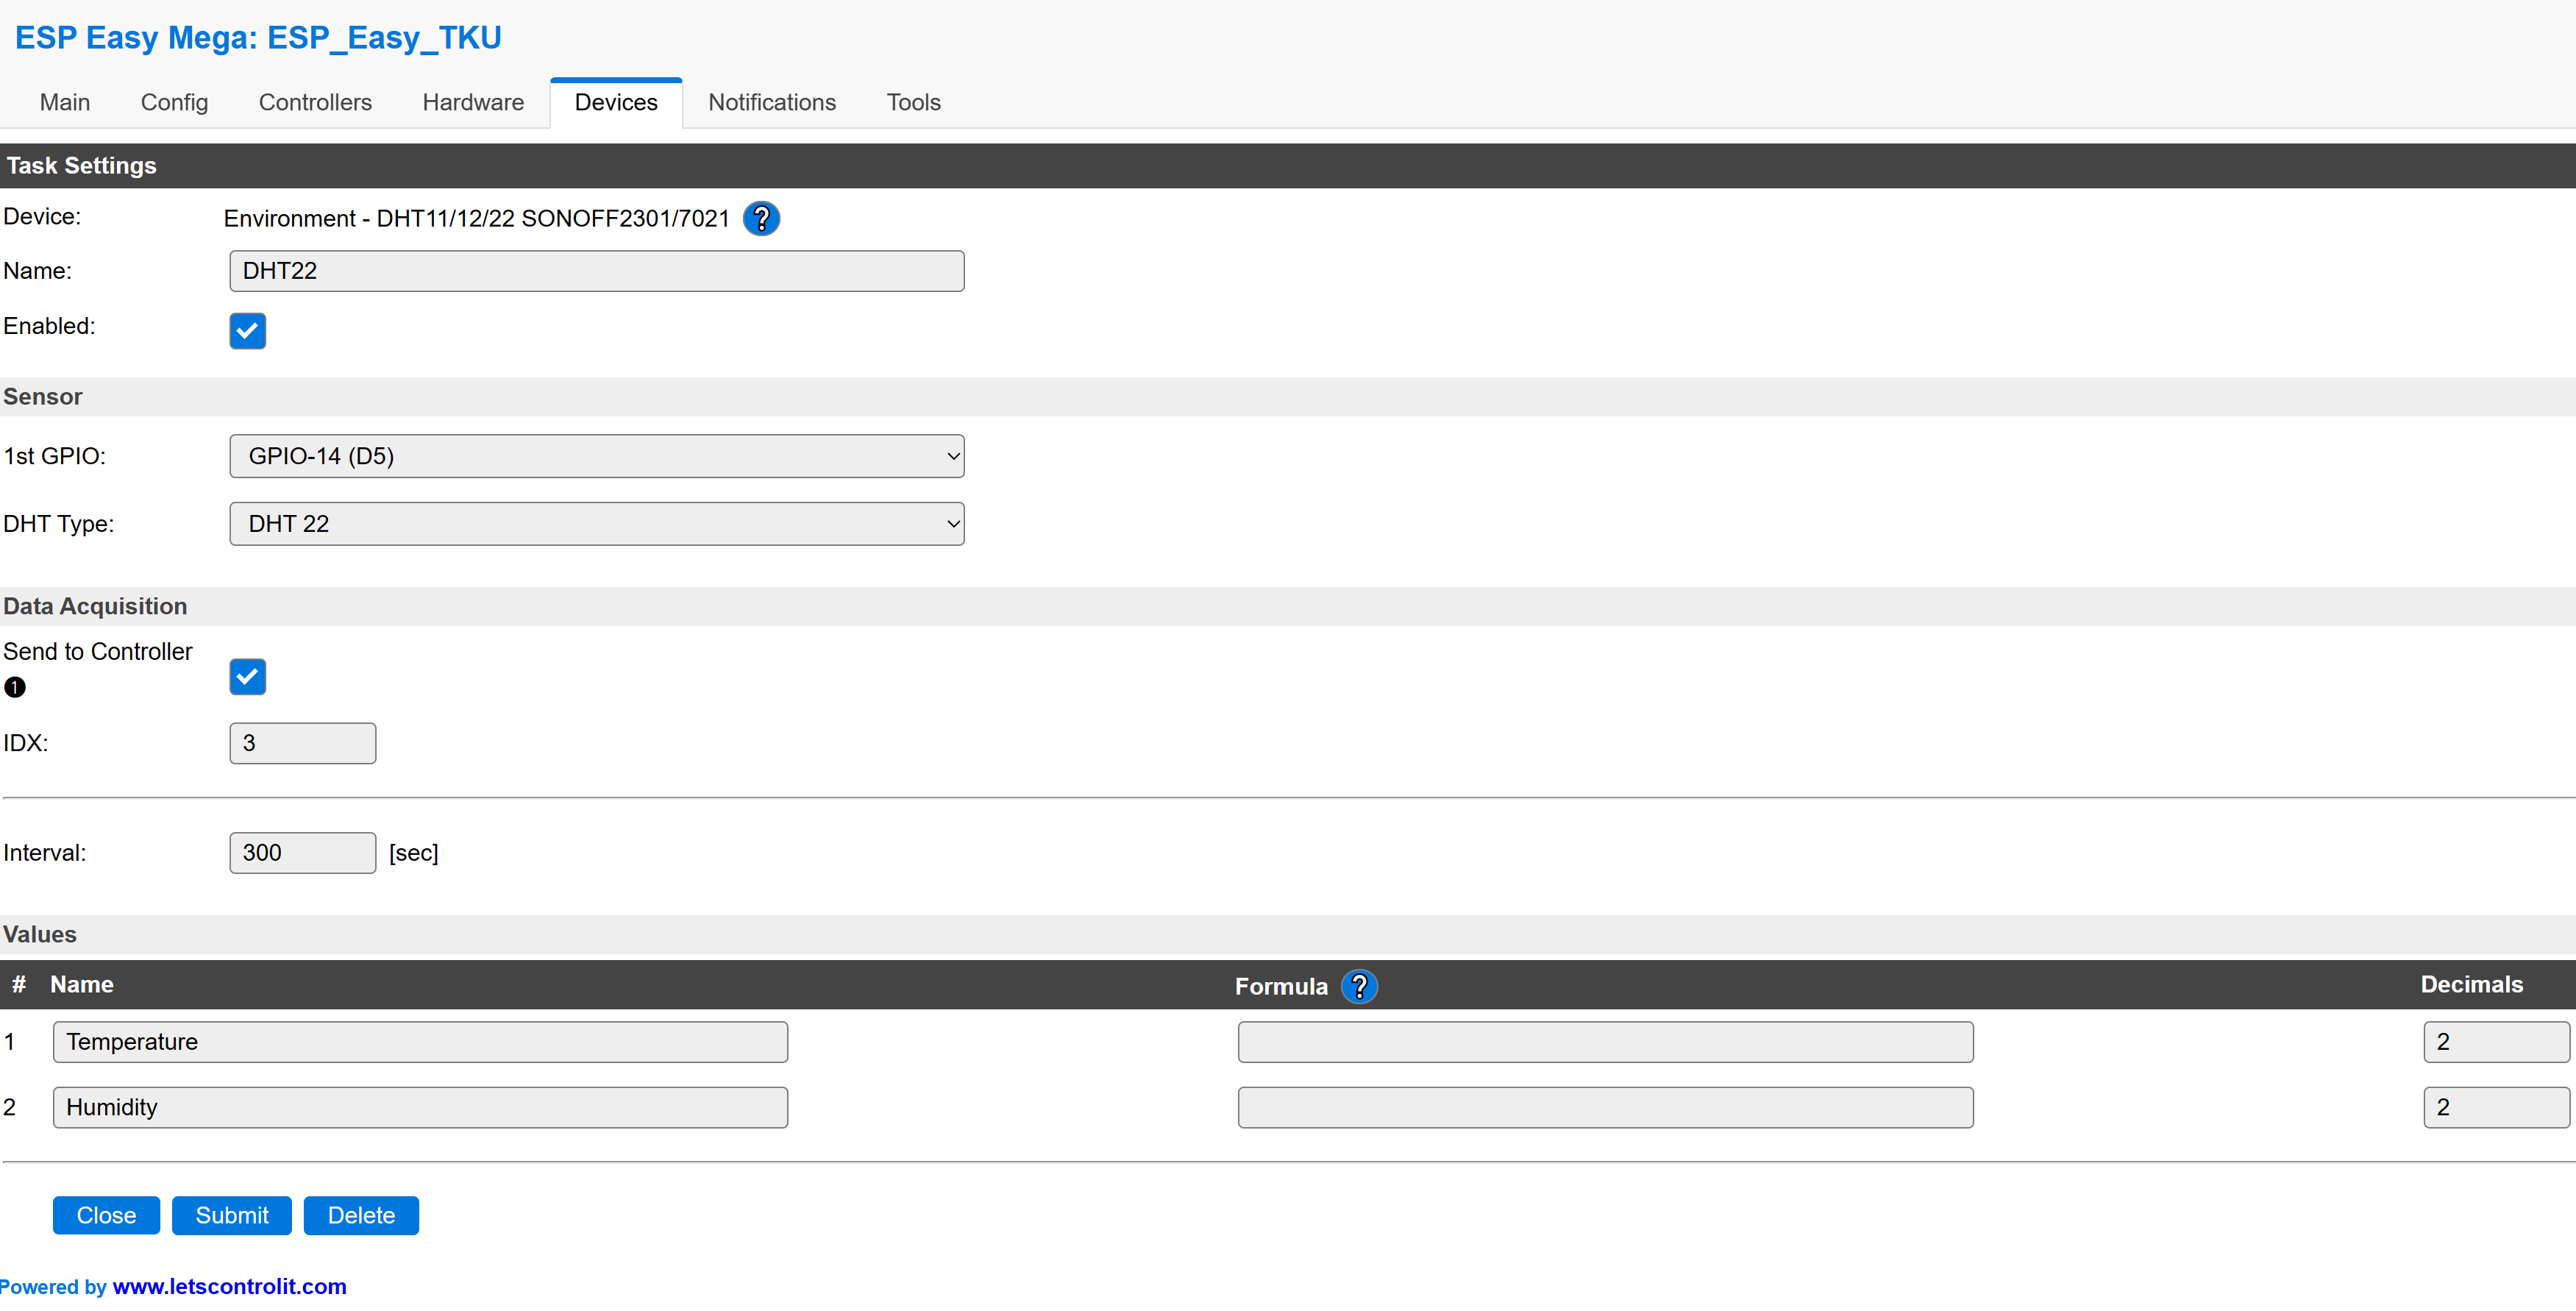 ESP Easy Mega: ESP_Easy_TKU
Main Config Controllers Hardware Devices Notifications Tools
Task Settings
Device: Environment - DHT11/12/22 SONOFF2301/7021 ?
Name: DHT22
Enabled:
Sensor
1st GPIO: GPIO-14 (D5)
DHT Type: DHT 22
Data Acquisition
Send to Controller
❶
IDX: 3
Interval: 300 [sec]
Values
# Name Formula ? Decimals
1 Temperature 2
2 Humidity 2
Close Submit Delete
Powered by www.letscontrolit.com